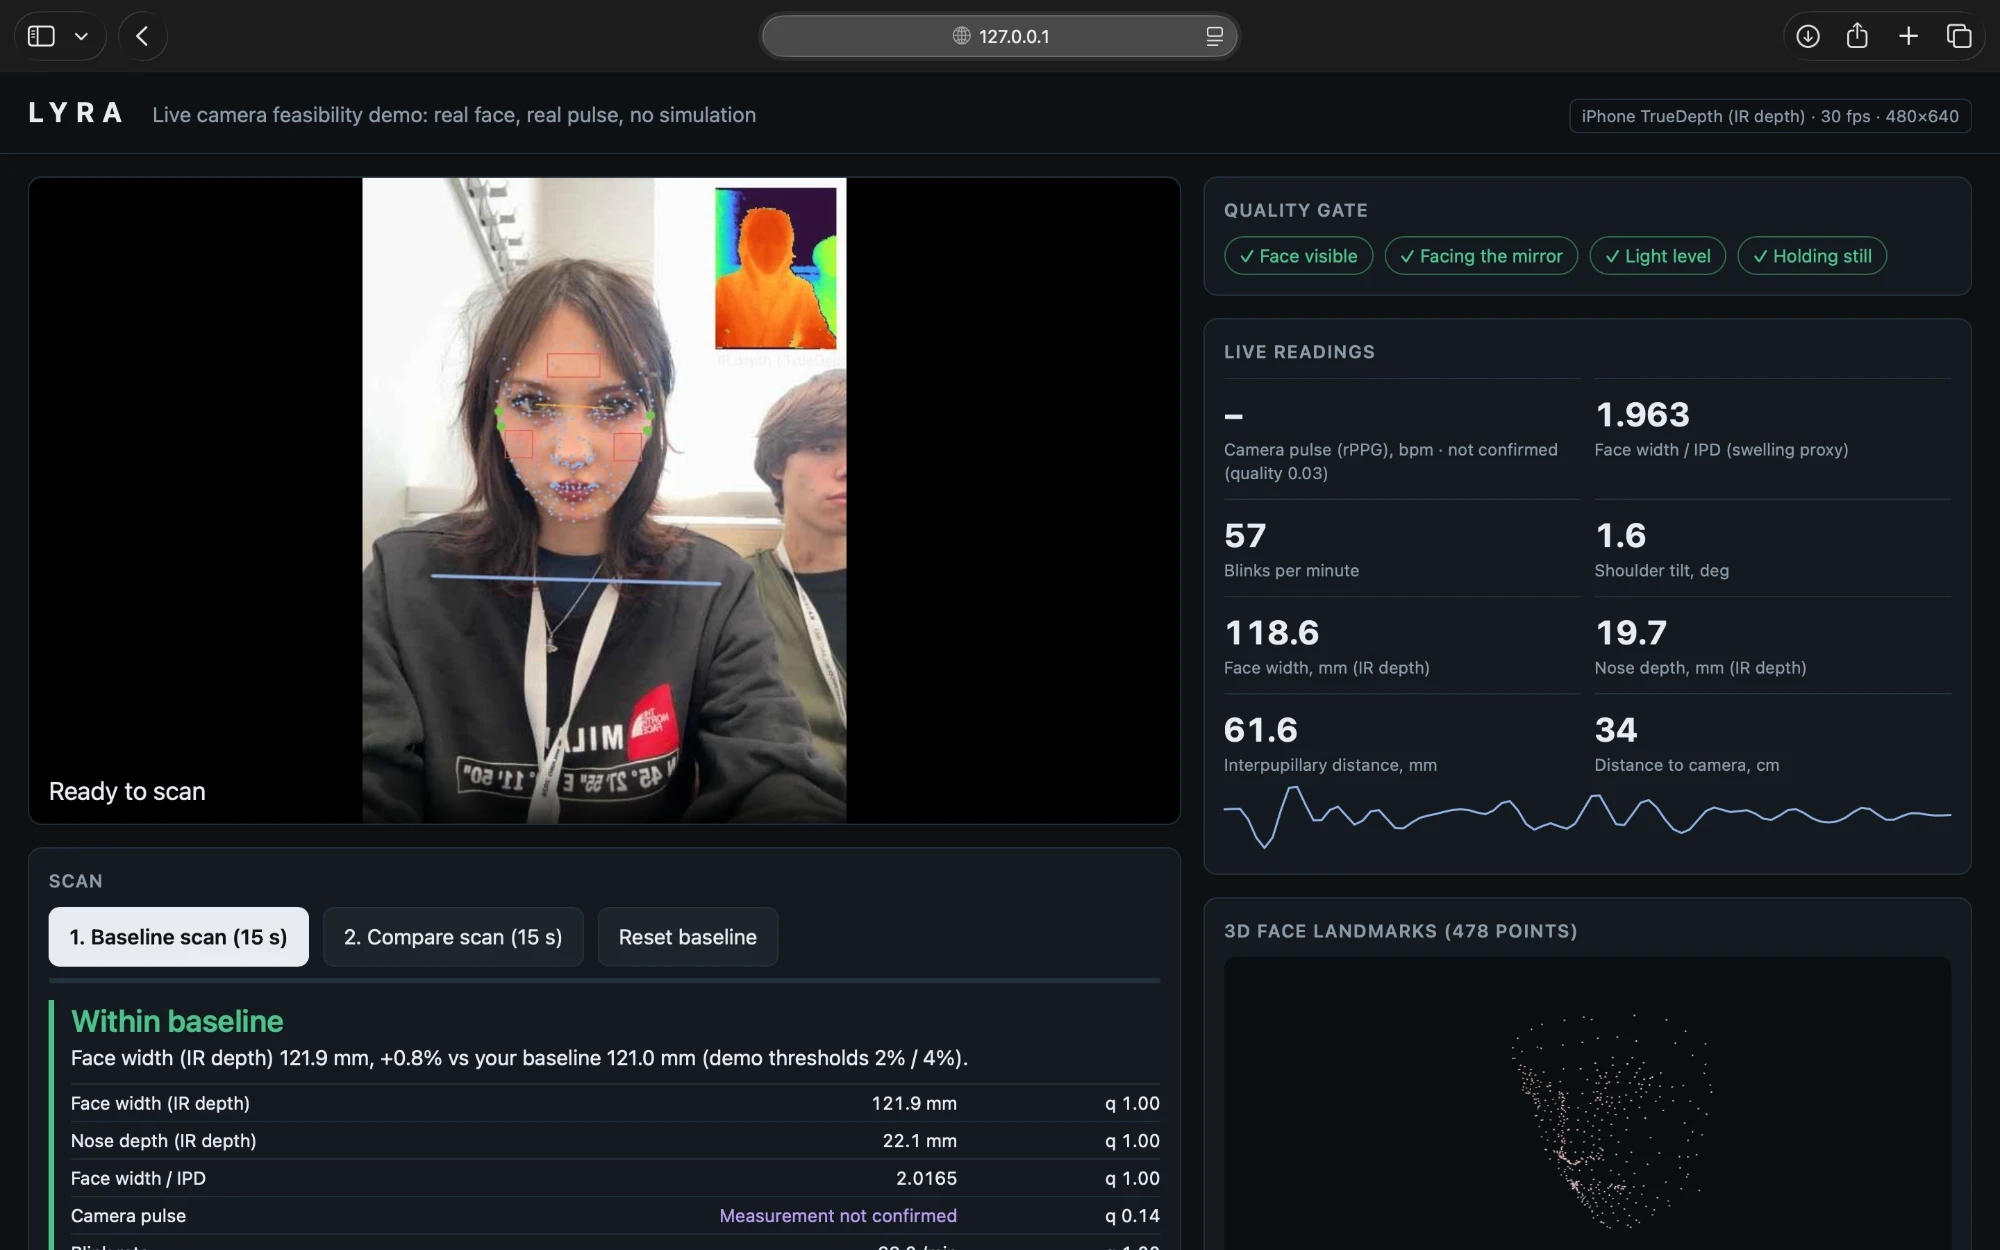 127.0.0.1
LYRA Live camera feasibility demo: real face, real pulse, no simulation
iPhone TrueDepth (IR depth) · 30 fps · 480×640
THE
NORTH
FACE
N 45° 27' 55" E 11' 50"
Ready to scan
SCAN
1. Baseline scan (15 s) 2. Compare scan (15 s) Reset baseline
Within baseline
Face width (IR depth) 121.9 mm, +0.8% vs your baseline 121.0 mm (demo thresholds 2% / 4%).
Face width (IR depth) 121.9 mm q 1.00
Nose depth (IR depth) 22.1 mm q 1.00
Face width / IPD 2.0165 q 1.00
Camera pulse Measurement not confirmed q 0.14
QUALITY GATE
✓ Face visible ✓ Facing the mirror ✓ Light level ✓ Holding still
LIVE READINGS
–
Camera pulse (rPPG), bpm · not confirmed
(quality 0.03)
1.963
Face width / IPD (swelling proxy)
57
Blinks per minute
1.6
Shoulder tilt, deg
118.6
Face width, mm (IR depth)
19.7
Nose depth, mm (IR depth)
61.6
Interpupillary distance, mm
34
Distance to camera, cm
3D FACE LANDMARKS (478 POINTS)